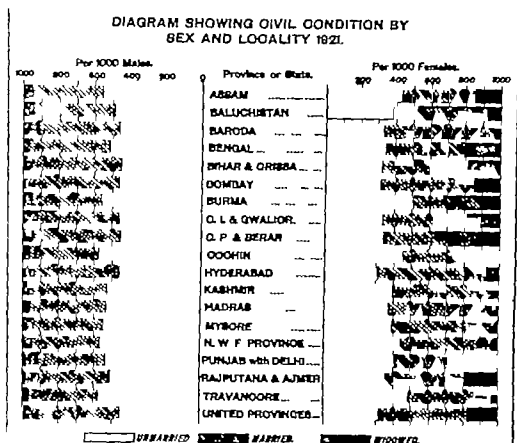 DIAGRAM SHOWING CIVIL CONDITION BY
SEX AND LOCALITY 1921.
Per 1000 Males.
Province or State.
Per 1000 Females.
1000 800 600 400 200 0
200 400 600 800 1000
ASSAM
BALUCHISTAN
BARODA
BENGAL
BIHAR & ORISSA
BOMBAY
BURMA
C. I. & GWALIOR.
C. P. & BERAR
COCHIN
HYDERABAD
KASHMIR
MADRAS
MYSORE
N. W F PROVINCE
PUNJAB with DELHI
RAJPUTANA & AJMER
TRAVANCORE
UNITED PROVINCES
UNMARRIED MARRIED. WIDOWED.